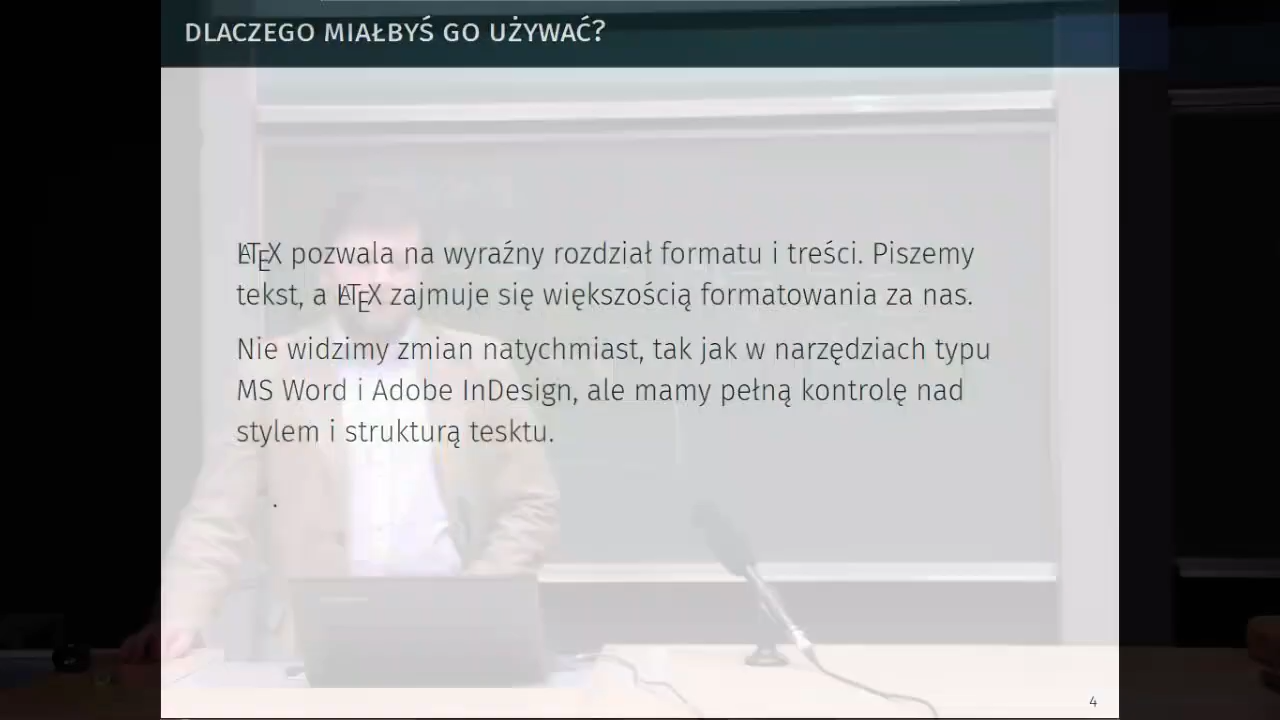 DLACZEGO MIAŁBYŚ GO UŻYWAĆ?
LATEX pozwala na wyraźny rozdział formatu i treści. Piszemy
tekst, a LATEX zajmuje się większością formatowania za nas.
Nie widzimy zmian natychmiast, tak jak w narzędziach typu
MS Word i Adobe InDesign, ale mamy pełną kontrolę nad
stylem i strukturą tesktu.
.
4